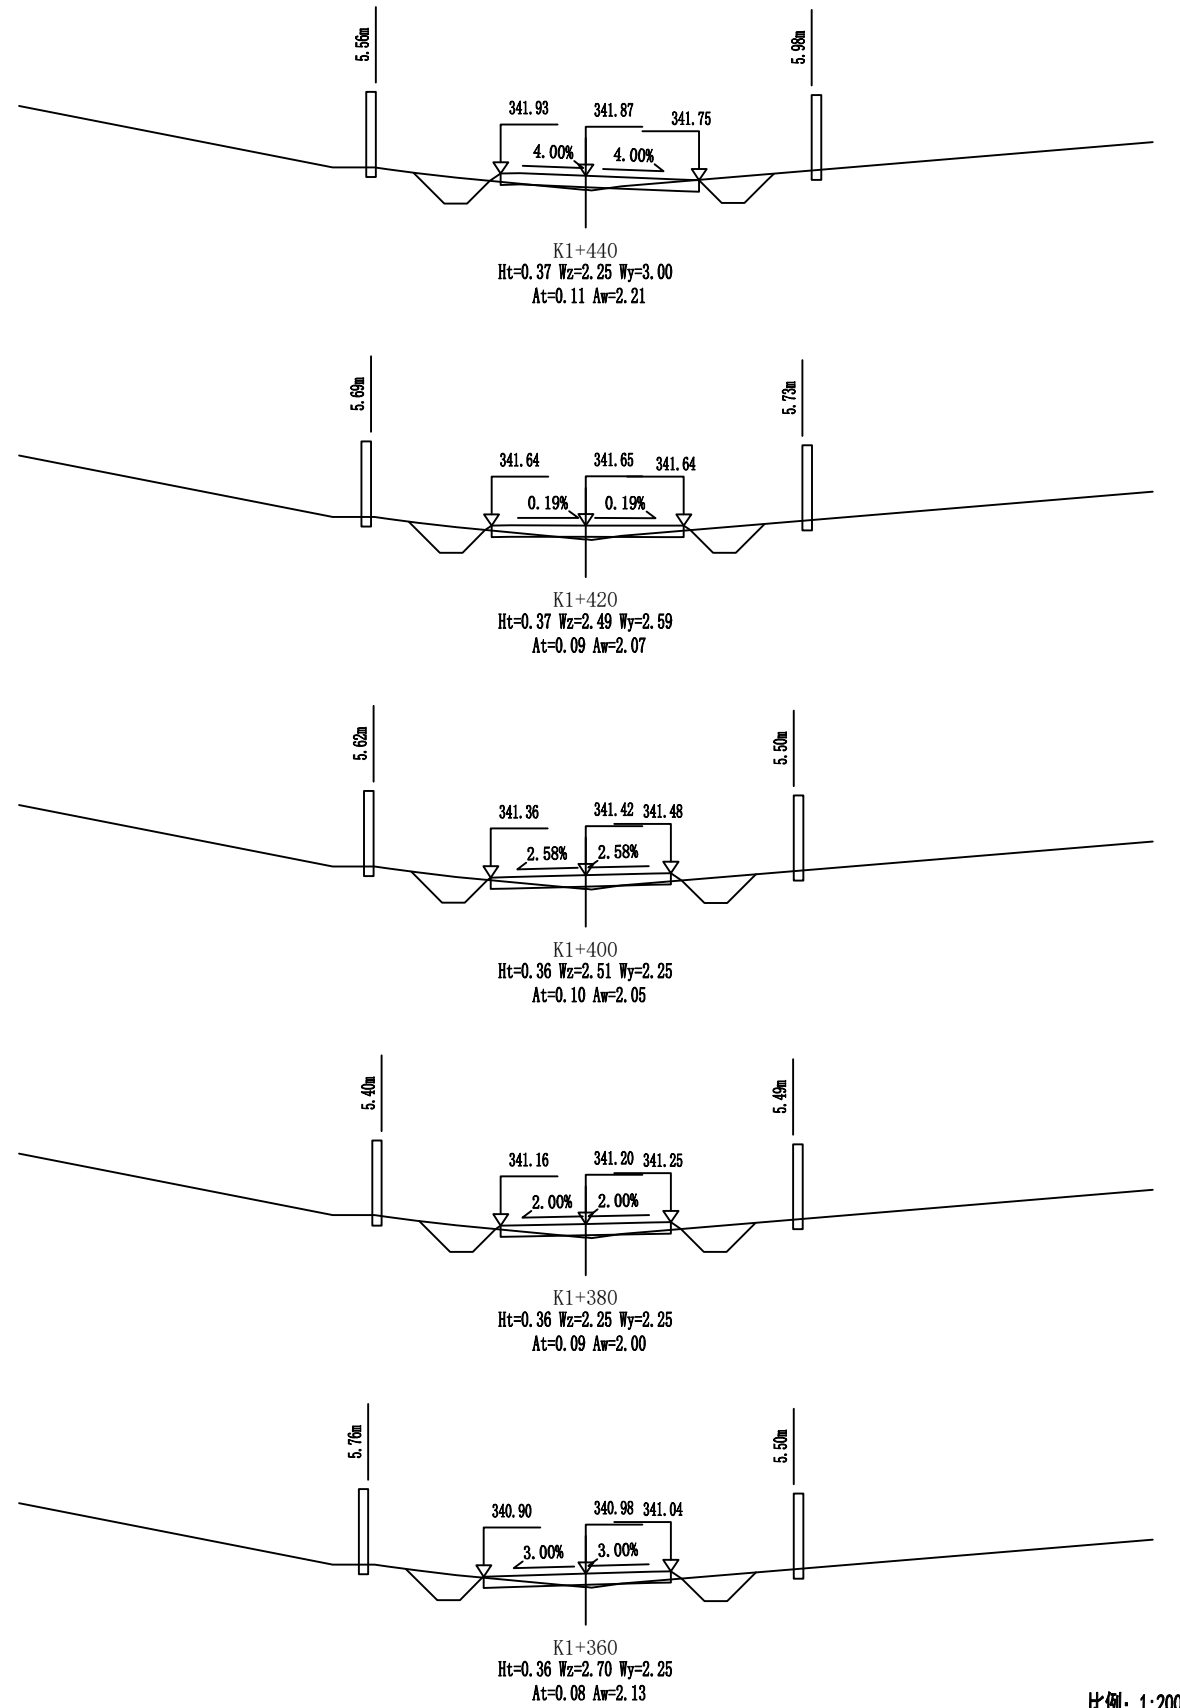 5.56m
5.98m
341.93 341.87 341.75
4.00% 4.00%
K1+440
Ht=0.37 Wz=2.25 Wy=3.00
At=0.11 Aw=2.21
5.69m
5.73m
341.64 341.65 341.64
0.19% 0.19%
K1+420
Ht=0.37 Wz=2.49 Wy=2.59
At=0.09 Aw=2.07
5.62m
5.50m
341.36 341.42 341.48
2.58% 2.58%
K1+400
Ht=0.36 Wz=2.51 Wy=2.25
At=0.10 Aw=2.05
5.40m
5.49m
341.16 341.20 341.25
2.00% 2.00%
K1+380
Ht=0.36 Wz=2.25 Wy=2.25
At=0.09 Aw=2.00
5.76m
5.50m
340.90 340.98 341.04
3.00% 3.00%
K1+360
Ht=0.36 Wz=2.70 Wy=2.25
At=0.08 Aw=2.13
比例: 1:200